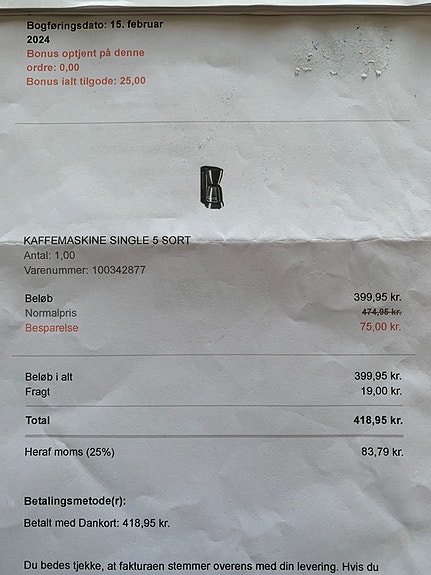 Bogføringsdato: 15. februar
2024
Bonus optjent på denne
ordre: 0,00
Bonus ialt tilgode: 25,00
KAFFEMASKINE SINGLE 5 SORT
Antal: 1,00
Varenummer: 100342877
Beløb 399,95 kr.
Normalpris 474,95 kr.
Besparelse 75,00 kr.
Beløb i alt 399,95 kr.
Fragt 19,00 kr.
Total 418,95 kr.
Heraf moms (25%) 83,79 kr.
Betalingsmetode(r):
Betalt med Dankort: 418,95 kr.
Du bedes tjekke, at fakturaen stemmer overens med din levering. Hvis du